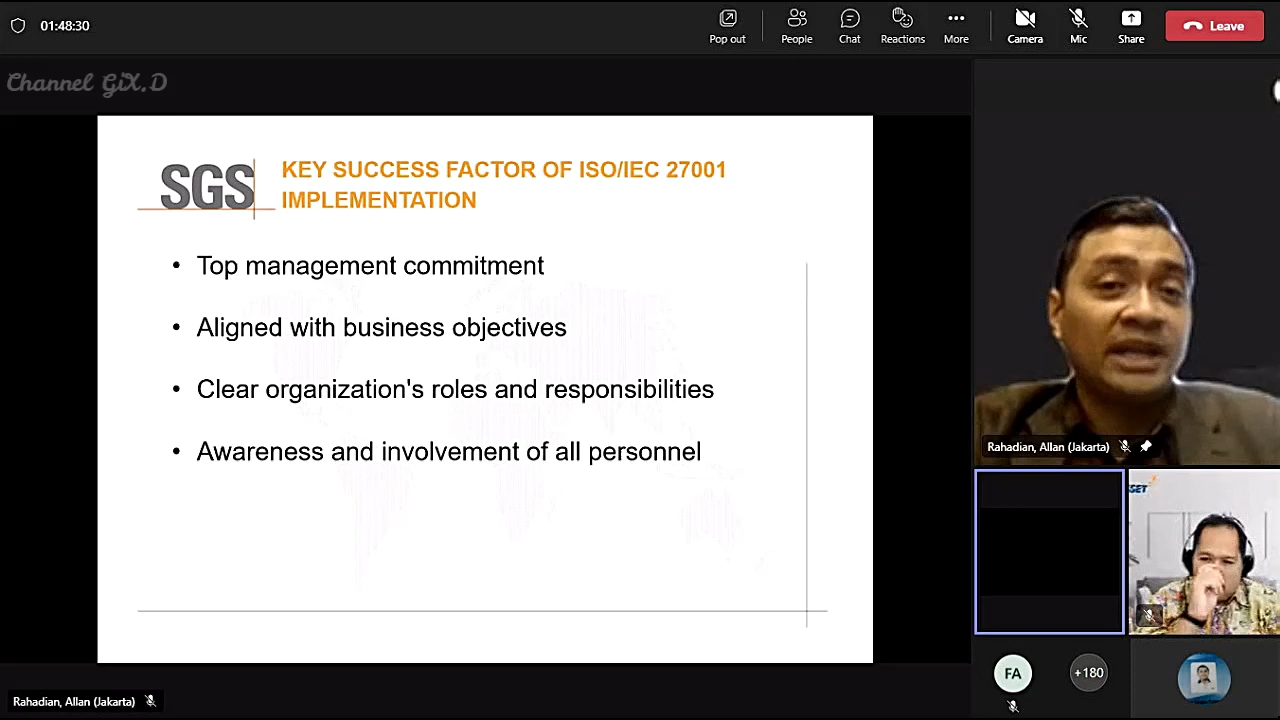 01:48:30
Pop out
People
Chat
Reactions
More
Camera
Mic
Share
Leave
Channel GiX.D
SGS
KEY SUCCESS FACTOR OF ISO/IEC 27001
IMPLEMENTATION
• Top management commitment
• Aligned with business objectives
• Clear organization's roles and responsibilities
• Awareness and involvement of all personnel
Rahadian, Allan (Jakarta)
SET
FA
+180
Rahadian, Allan (Jakarta)